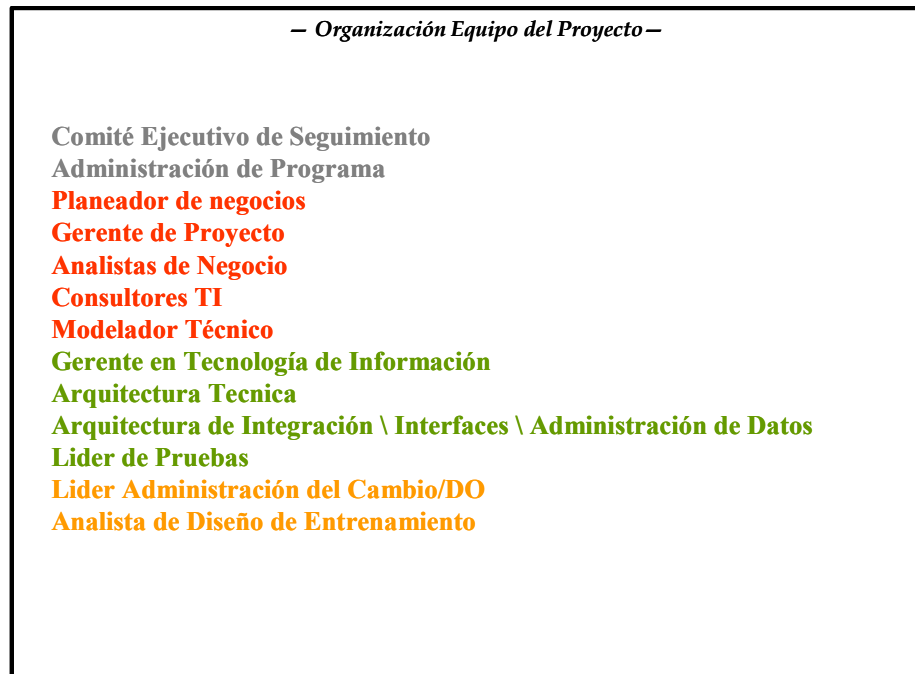 — Organización Equipo del Proyecto—
Comité Ejecutivo de Seguimiento
Administración de Programa
Planeador de negocios
Gerente de Proyecto
Analistas de Negocio
Consultores TI
Modelador Técnico
Gerente en Tecnología de Información
Arquitectura Tecnica
Arquitectura de Integración \ Interfaces \ Administración de Datos
Lider de Pruebas
Lider Administración del Cambio/DO
Analista de Diseño de Entrenamiento